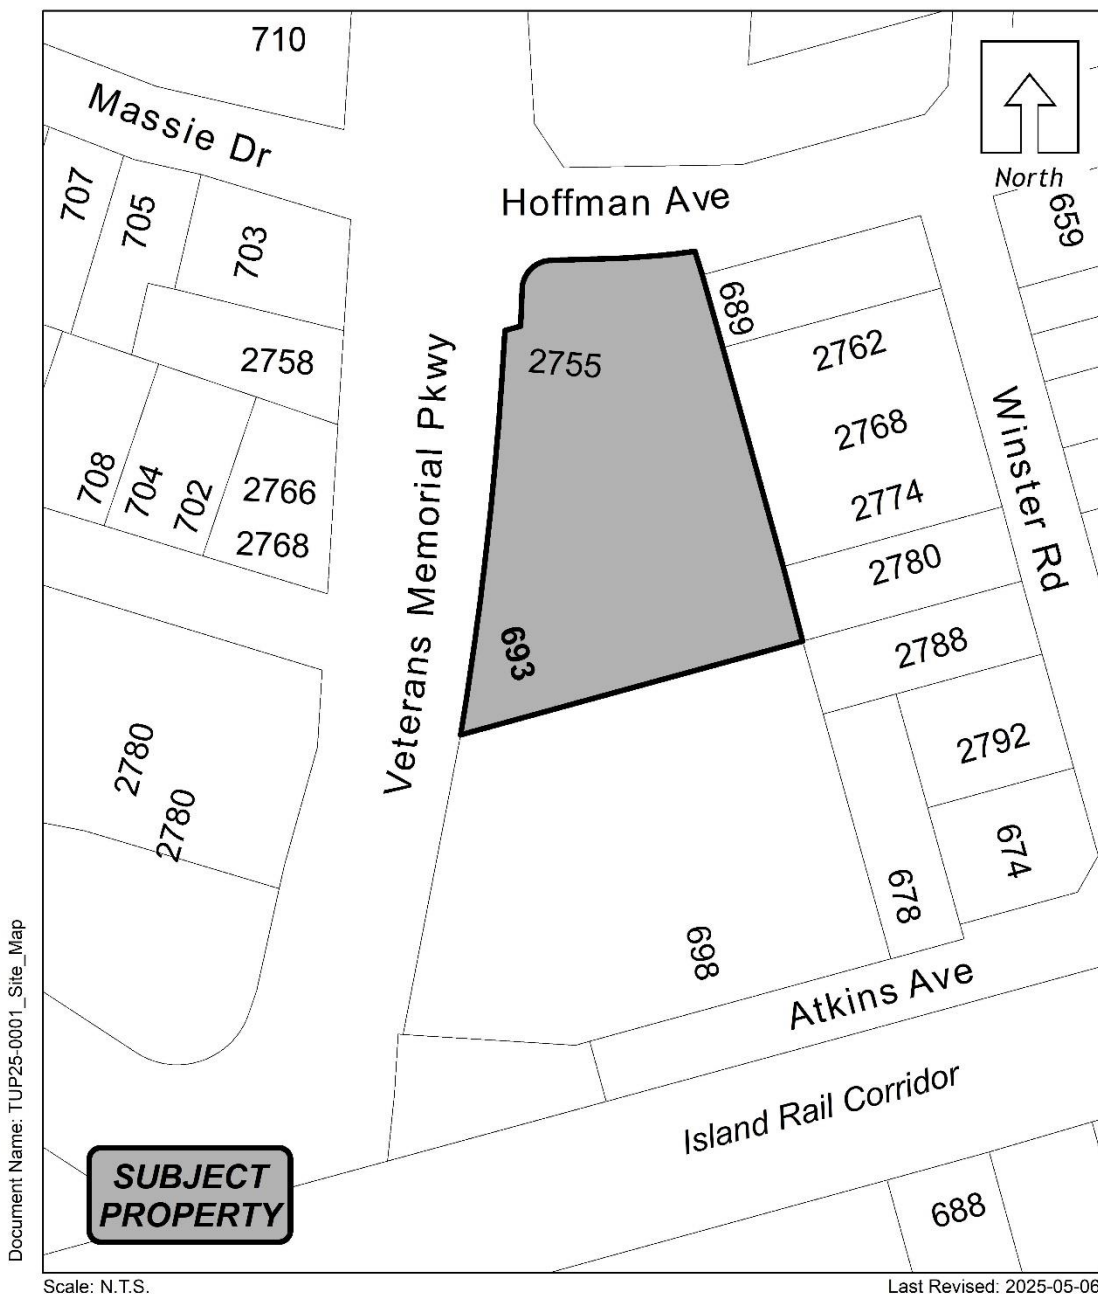 710
Massie Dr
North
Hoffman Ave
707
705
703
659
689
2758
2755
2762
Veterans Memorial Pkwy
Winster Rd
2768
708
704
702
2766
2774
2768
2780
693
2788
2780
2780
2792
674
678
698
Atkins Ave
Island Rail Corridor
688
SUBJECT
PROPERTY
Document Name: TUP25-0001_Site_Map
Scale: N.T.S.
Last Revised: 2025-05-06